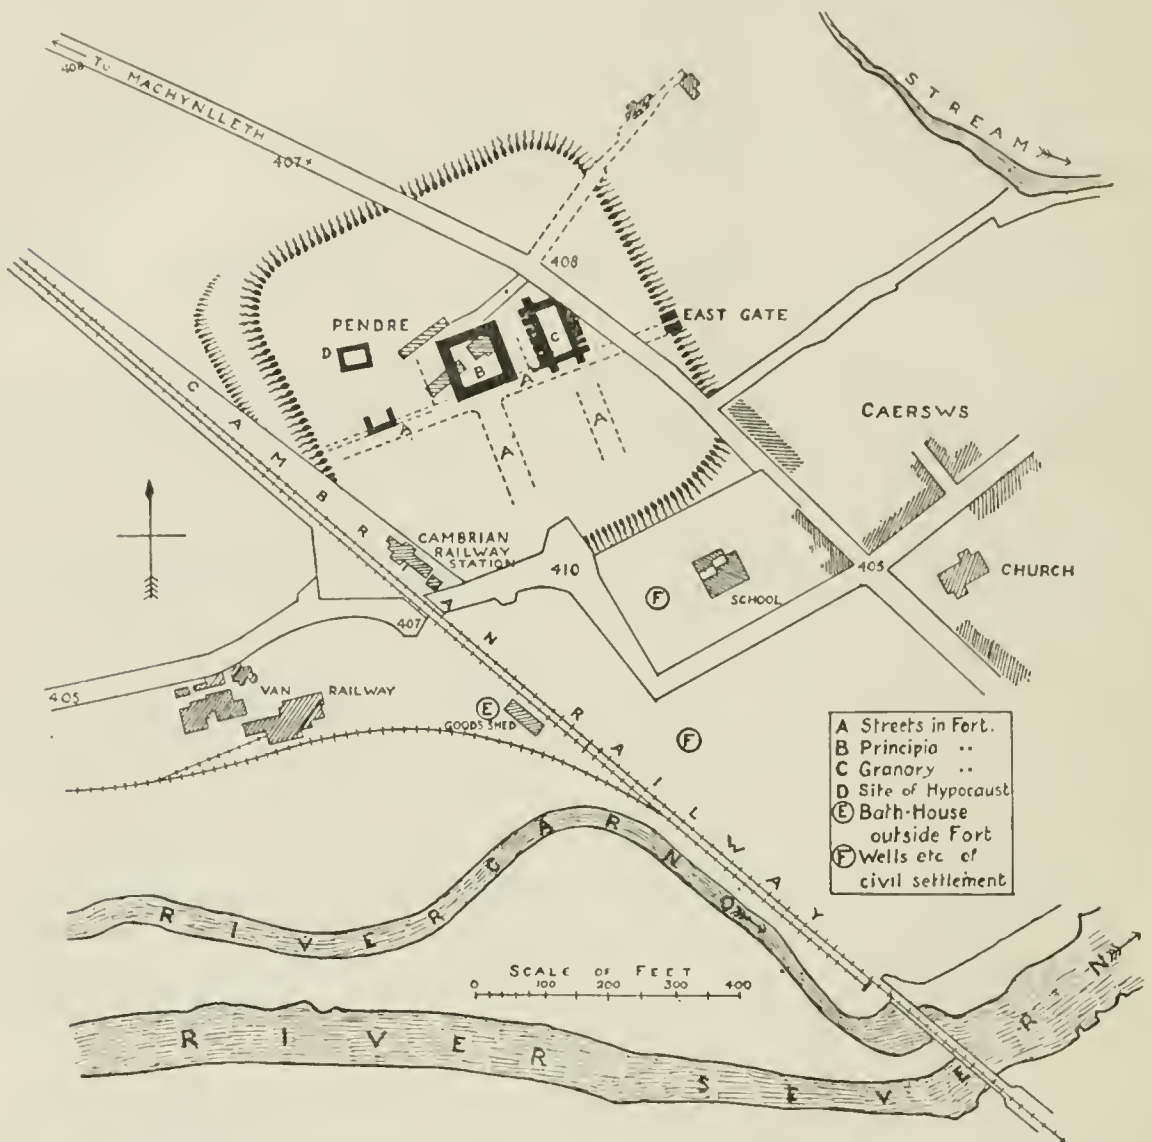 TO MACHYNLLETH
408
407
STREAM
408
EAST GATE
PENDRE
D
B
B
C
A
A
A
A
CAERSWS
CAMBRIAN RAILWAY
CAMBRIAN
RAILWAY
STATION
410
F
SCHOOL
405
CHURCH
407
405
VAN RAILWAY
E
GOODS SHED
F
A Streets in Fort.
B Principia ..
C Granary ..
D Site of Hypocaust
E Bath-House
outside Fort
F Wells etc of
civil settlement
RIVER CARNO
SCALE OF FEET
0 100 200 300 400
RIVER SEVERN